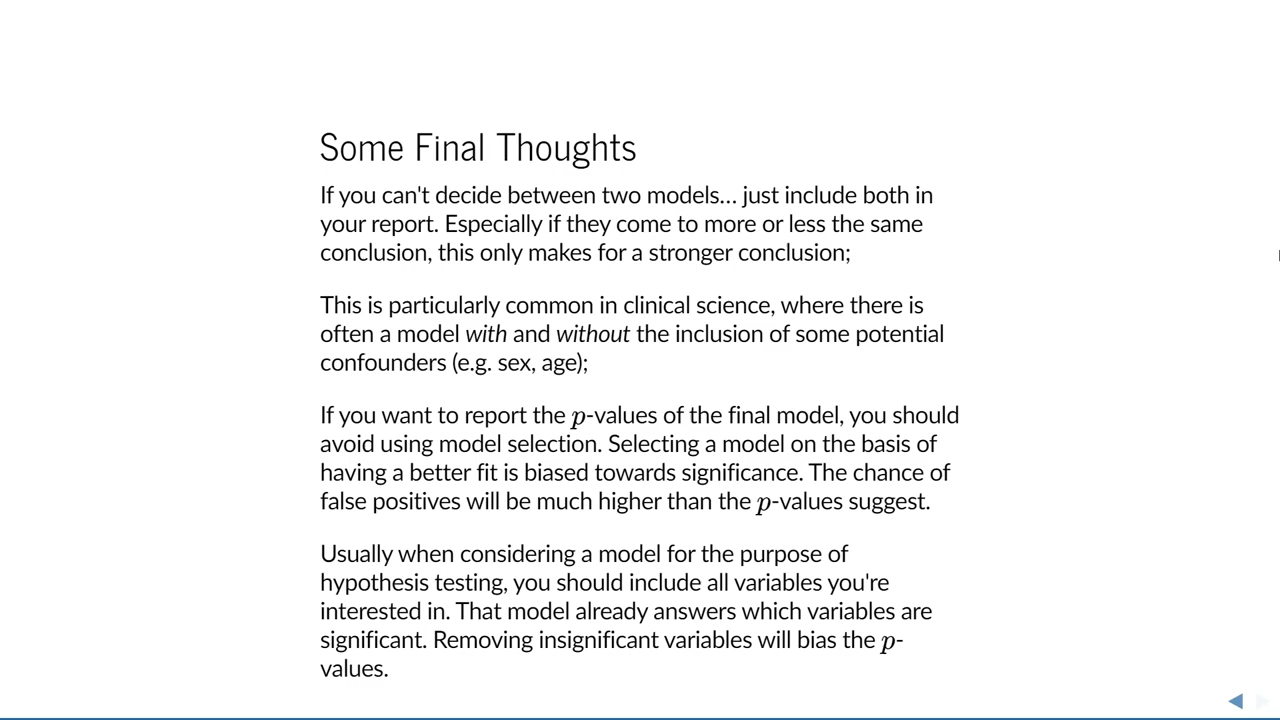 Some Final Thoughts
If you can't decide between two models... just include both in
your report. Especially if they come to more or less the same
conclusion, this only makes for a stronger conclusion;
This is particularly common in clinical science, where there is
often a model with and without the inclusion of some potential
confounders (e.g. sex, age);
If you want to report the p-values of the final model, you should
avoid using model selection. Selecting a model on the basis of
having a better fit is biased towards significance. The chance of
false positives will be much higher than the p-values suggest.
Usually when considering a model for the purpose of
hypothesis testing, you should include all variables you're
interested in. That model already answers which variables are
significant. Removing insignificant variables will bias the p-
values.